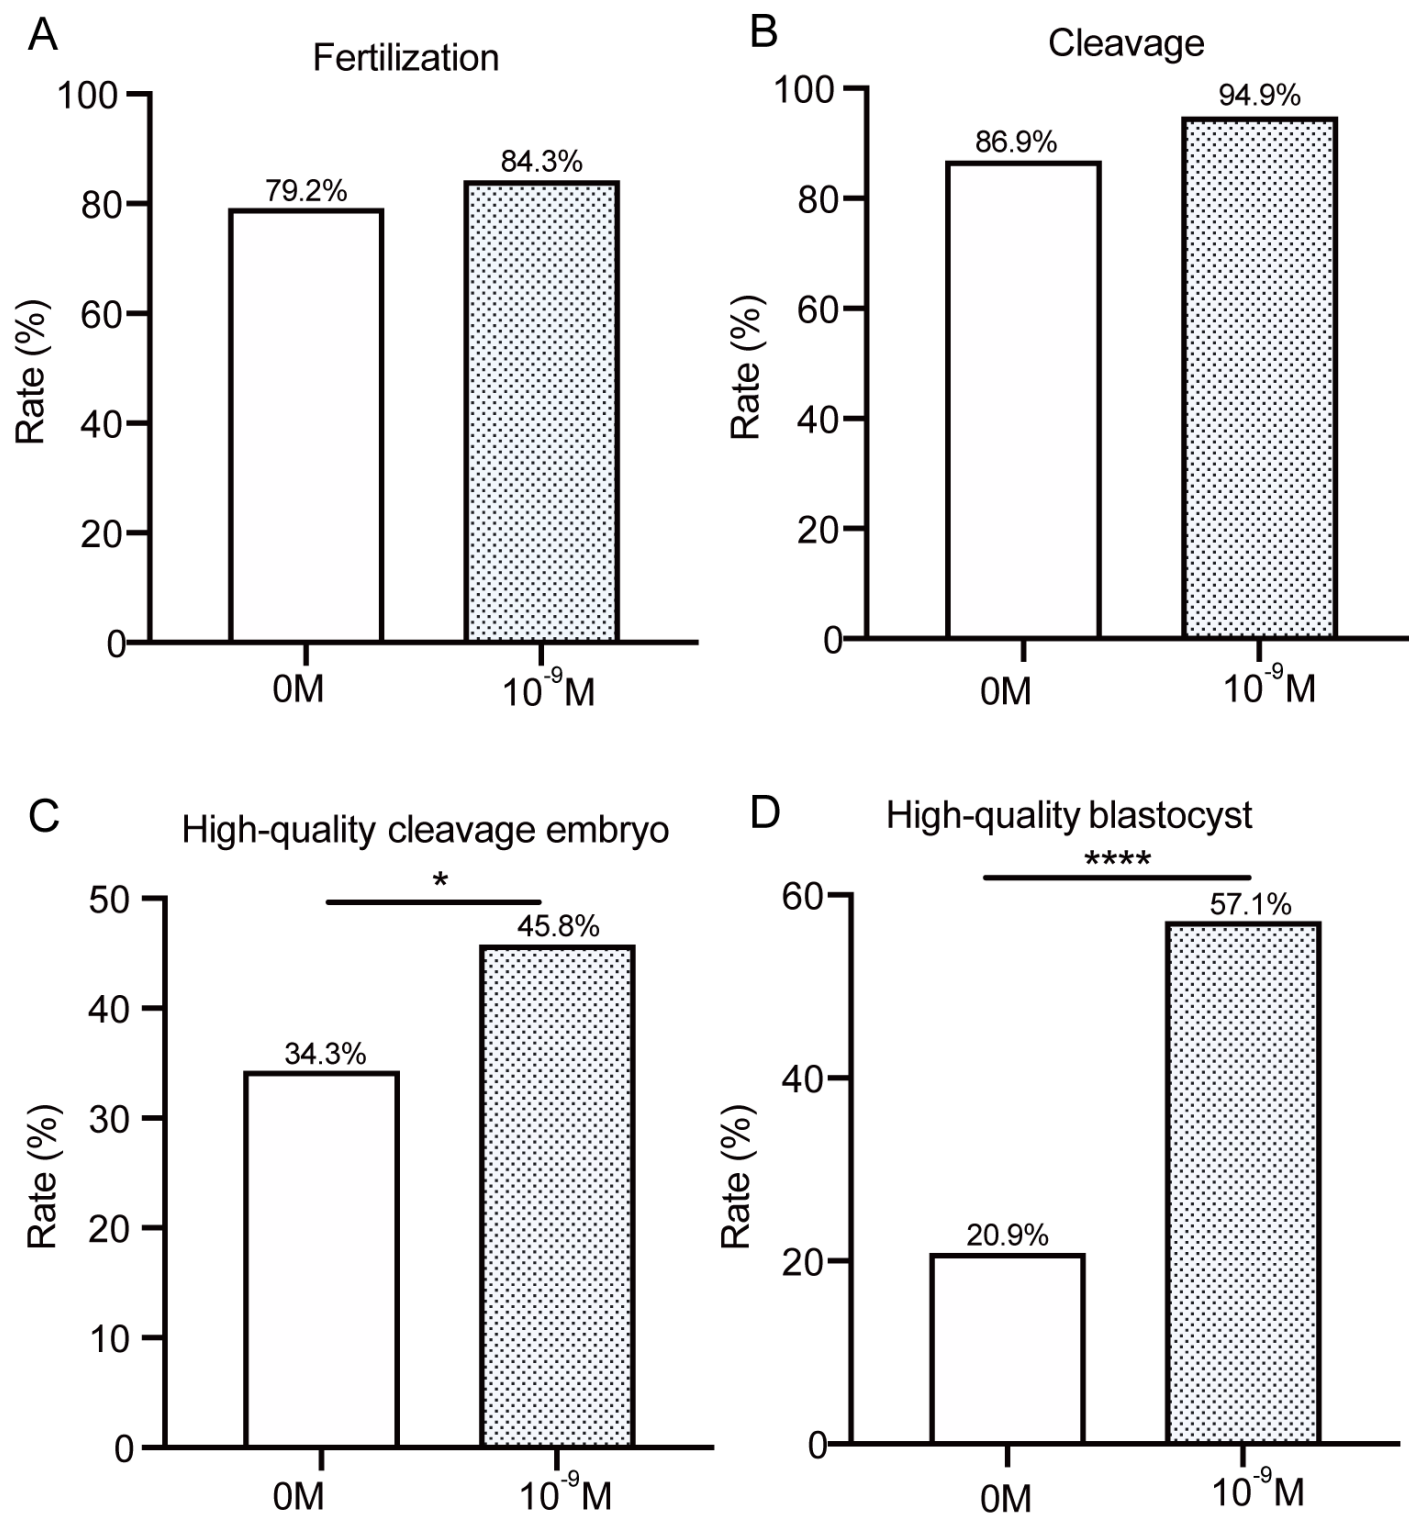 A
Fertilization
100
80
60
40
20
0
Rate (%)
79.2%
84.3%
0M
10⁻⁹M
B
Cleavage
100
80
60
40
20
0
Rate (%)
86.9%
94.9%
0M
10⁻⁹M
C
High-quality cleavage embryo
*
50
40
30
20
10
0
Rate (%)
34.3%
45.8%
0M
10⁻⁹M
D
High-quality blastocyst
****
60
40
20
0
Rate (%)
20.9%
57.1%
0M
10⁻⁹M